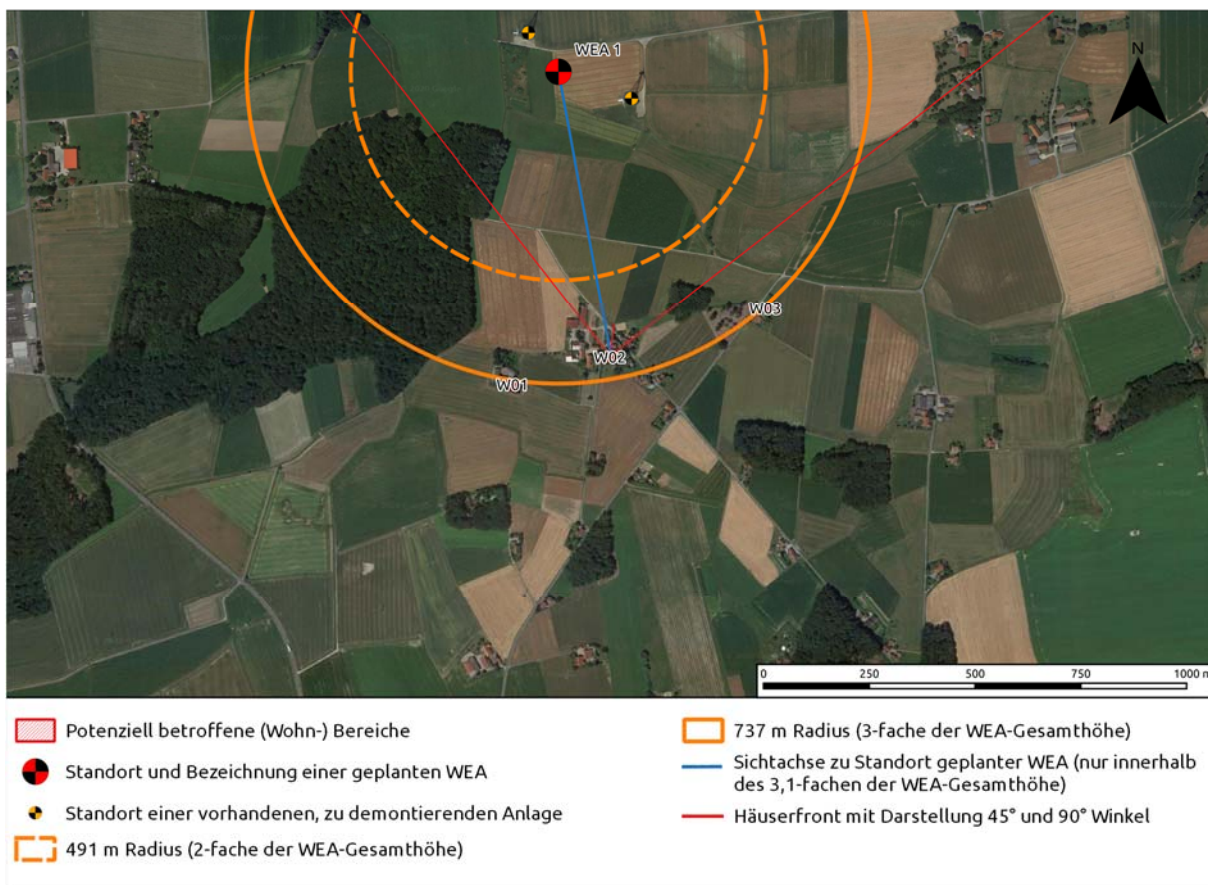 WEA 1
N
W03
W02
W01
0 250 500 750 1000 m
Potenziell betroffene (Wohn-) Bereiche
Standort und Bezeichnung einer geplanten WEA
Standort einer vorhandenen, zu demontierenden Anlage
491 m Radius (2-fache der WEA-Gesamthöhe)
737 m Radius (3-fache der WEA-Gesamthöhe)
Sichtachse zu Standort geplanter WEA (nur innerhalb
des 3,1-fachen der WEA-Gesamthöhe)
Häuserfront mit Darstellung 45° und 90° Winkel